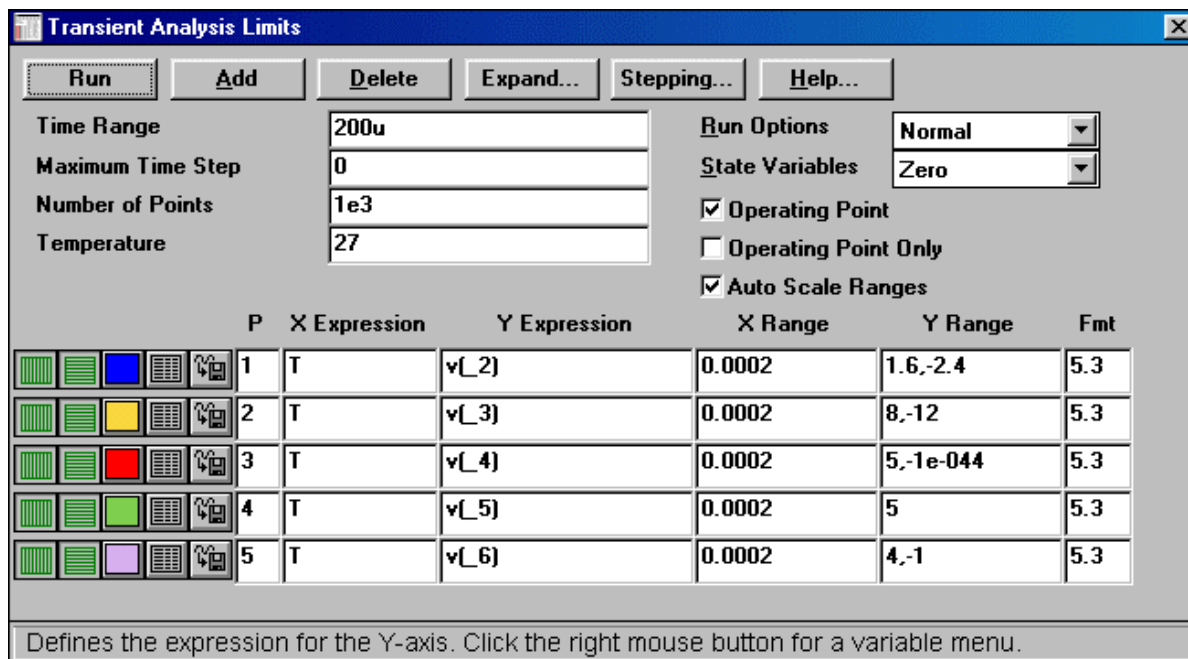 Transient Analysis Limits
Run Add Delete Expand... Stepping... Help...
Time Range 200u Run Options Normal
Maximum Time Step 0 State Variables Zero
Number of Points 1e3 Operating Point
Temperature 27 Operating Point Only
Auto Scale Ranges
P X Expression Y Expression X Range Y Range Fmt
1 T v(_2) 0.0002 1.6,-2.4 5.3
2 T v(_3) 0.0002 8,-12 5.3
3 T v(_4) 0.0002 5,-1e-044 5.3
4 T v(_5) 0.0002 5 5.3
5 T v(_6) 0.0002 4,-1 5.3
Defines the expression for the Y-axis. Click the right mouse button for a variable menu.